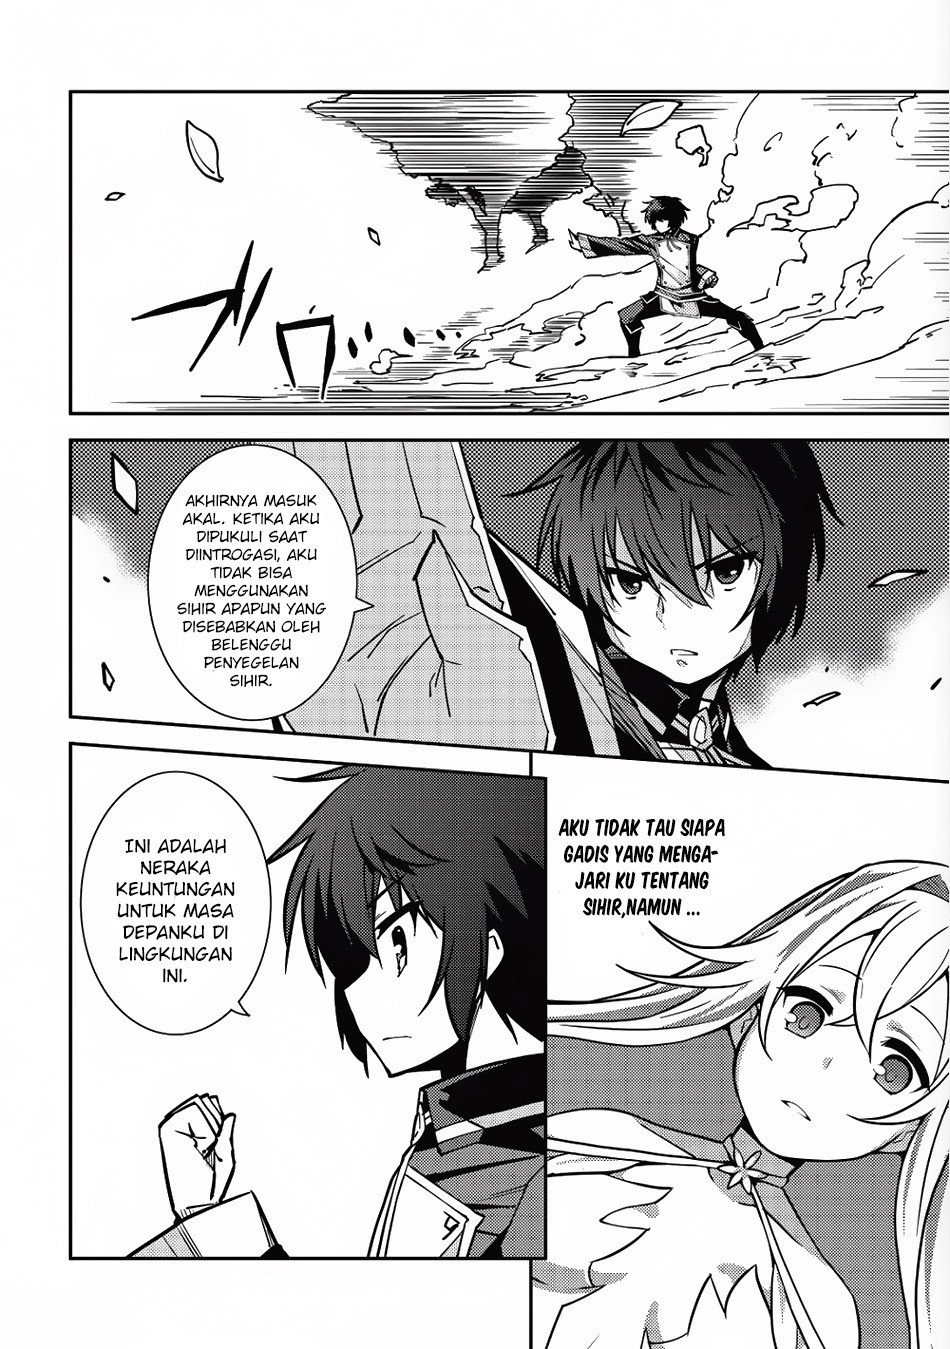 ゴロ
AKHIRNYA MASUK
AKAL. KETIKA AKU
DIPUKULI SAAT
DIINTROGASI, AKU
TIDAK BISA
MENGGUNAKAN
SIHIR APAPUN YANG
DISEBABKAN OLEH
BELENGGU
PENYEGELAN
SIHIR.
AKU TIDAK TAU SIAPA
GADIS YANG MENGA-
JARI KU TENTANG
SIHIR,NAMUN ...
INI ADALAH
NERAKA
KEUNTUNGAN
UNTUK MASA
DEPANKU DI
LINGKUNGAN
INI.